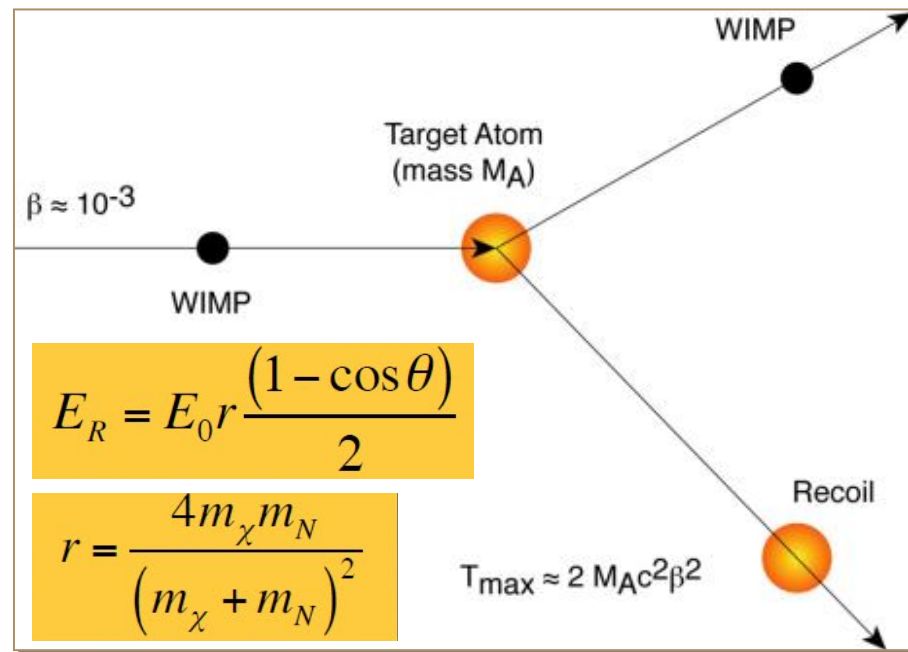 WIMP
Target Atom
(mass M_A)
β ≈ 10⁻³
WIMP
E_R = E_0 r (1 − cos θ) / 2
r = 4m_χ m_N / (m_χ + m_N)²
Recoil
T_max ≈ 2 M_A c²β²